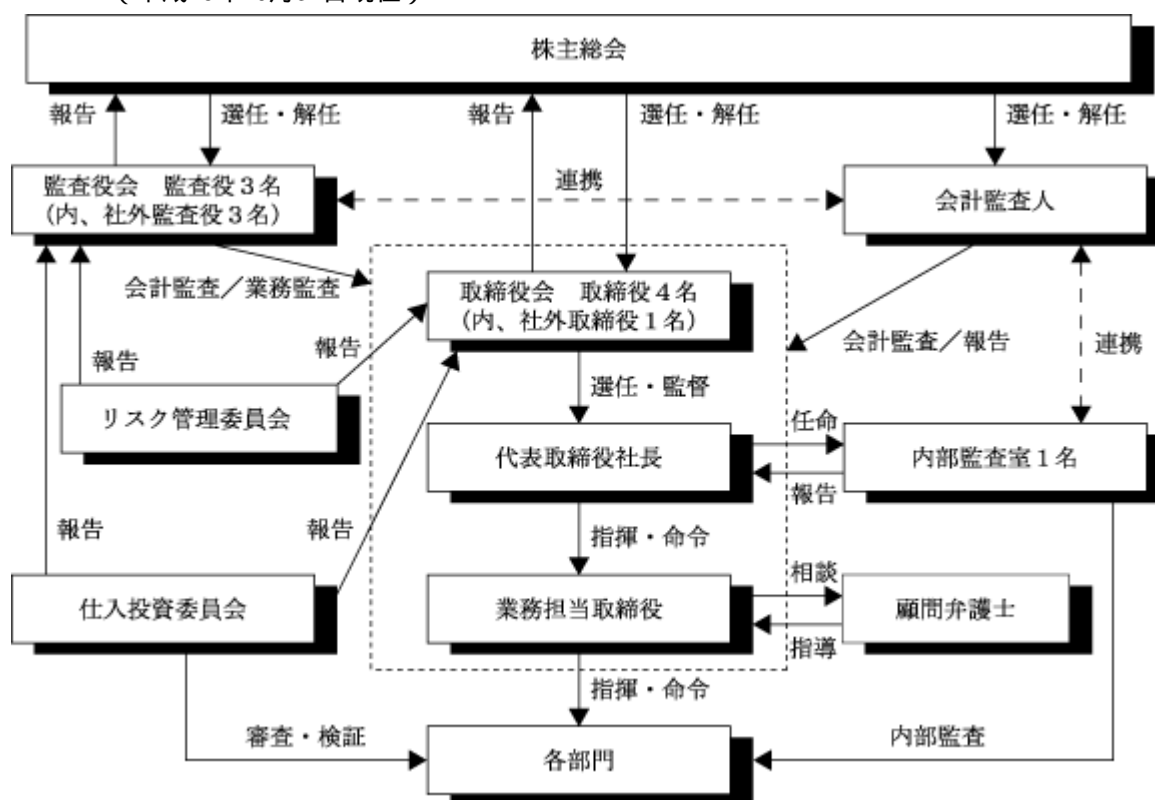 株主総会
報告
選任・解任
報告
選任・解任
選任・解任
監査役会　監査役３名
(内、社外監査役３名)
連携
会計監査人
会計監査／業務監査
取締役会　取締役４名
(内、社外取締役１名)
会計監査／報告
連携
報告
報告
選任・監督
リスク管理委員会
代表取締役社長
任命
報告
内部監査室１名
報告
報告
指揮・命令
仕入投資委員会
業務担当取締役
相談
指導
顧問弁護士
指揮・命令
審査・検証
各部門
内部監査